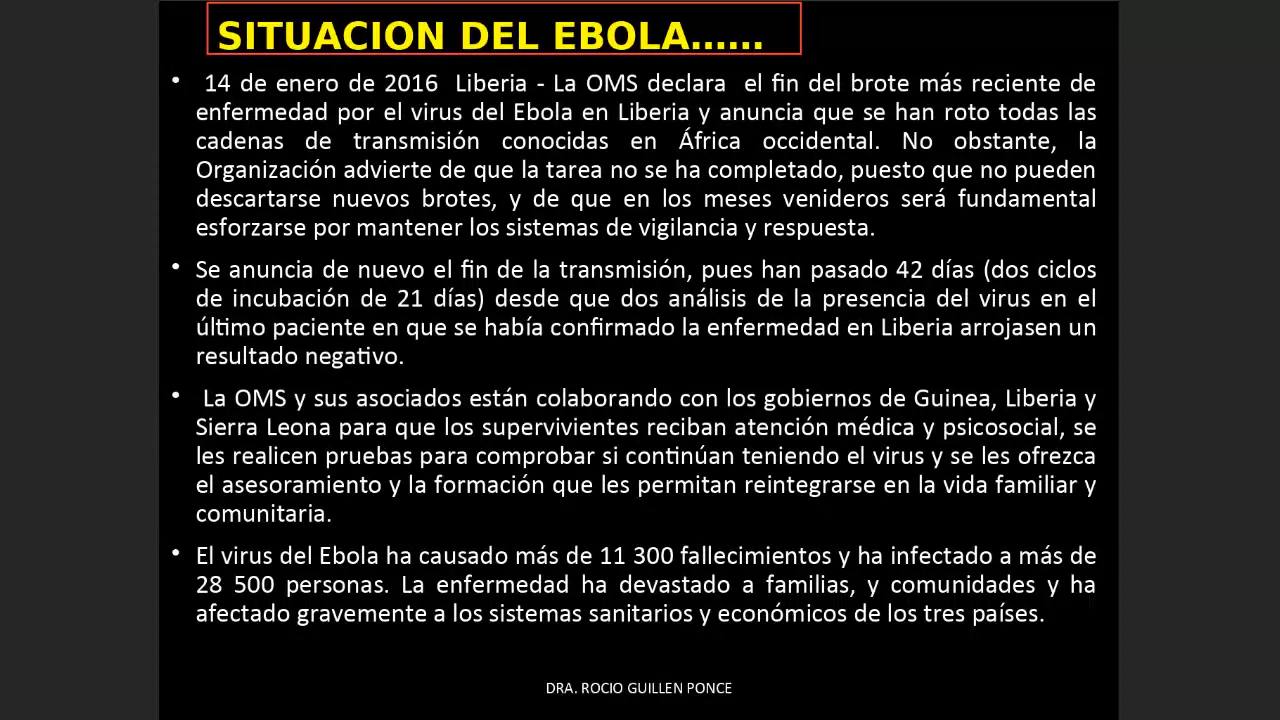 SITUACION DEL EBOLA......
• 14 de enero de 2016 Liberia - La OMS declara el fin del brote más reciente de
enfermedad por el virus del Ebola en Liberia y anuncia que se han roto todas las
cadenas de transmisión conocidas en África occidental. No obstante, la
Organización advierte de que la tarea no se ha completado, puesto que no pueden
descartarse nuevos brotes, y de que en los meses venideros será fundamental
esforzarse por mantener los sistemas de vigilancia y respuesta.
• Se anuncia de nuevo el fin de la transmisión, pues han pasado 42 días (dos ciclos
de incubación de 21 días) desde que dos análisis de la presencia del virus en el
último paciente en que se había confirmado la enfermedad en Liberia arrojasen un
resultado negativo.
• La OMS y sus asociados están colaborando con los gobiernos de Guinea, Liberia y
Sierra Leona para que los supervivientes reciban atención médica y psicosocial, se
les realicen pruebas para comprobar si continúan teniendo el virus y se les ofrezca
el asesoramiento y la formación que les permitan reintegrarse en la vida familiar y
comunitaria.
• El virus del Ebola ha causado más de 11 300 fallecimientos y ha infectado a más de
28 500 personas. La enfermedad ha devastado a familias, y comunidades y ha
afectado gravemente a los sistemas sanitarios y económicos de los tres países.
DRA. ROCIO GUILLEN PONCE